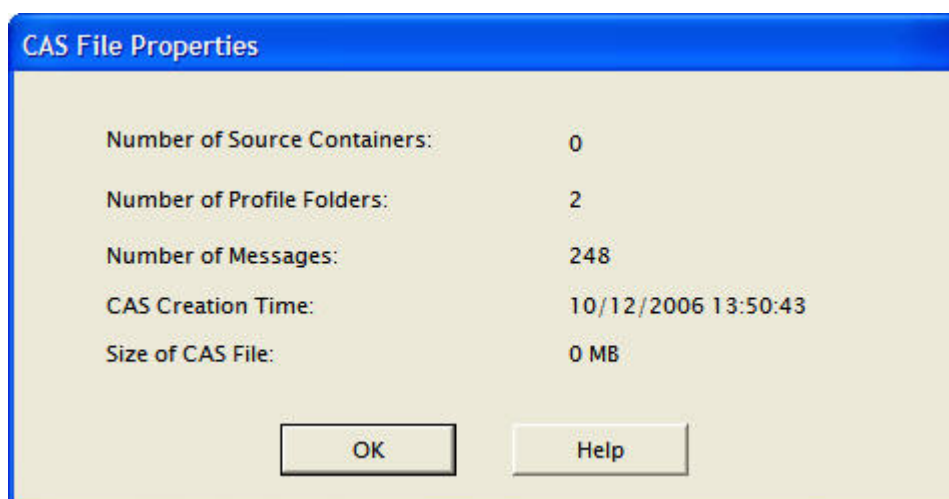 CAS File Properties
Number of Source Containers: 0
Number of Profile Folders: 2
Number of Messages: 248
CAS Creation Time: 10/12/2006 13:50:43
Size of CAS File: 0 MB
OK Help